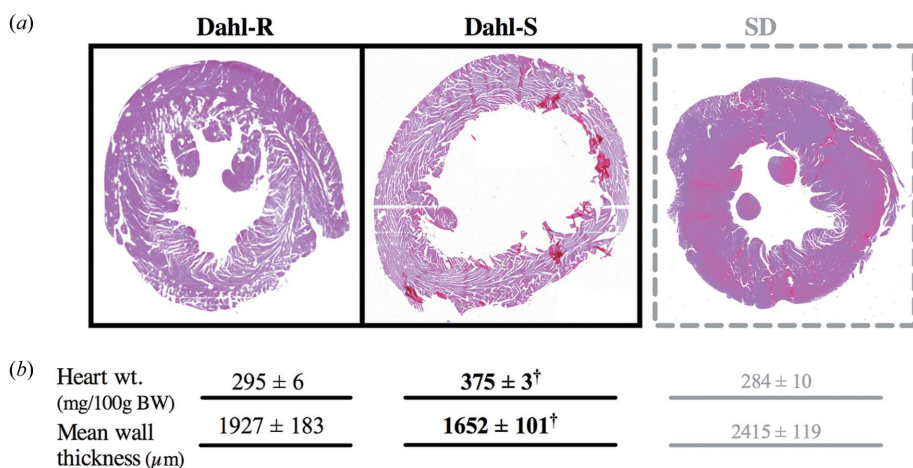 (a)
Dahl-R Dahl-S SD
(b)
Heart wt.
(mg/100g BW)
295 ± 6 375 ± 3† 284 ± 10
Mean wall
thickness (µm)
1927 ± 183 1652 ± 101† 2415 ± 119